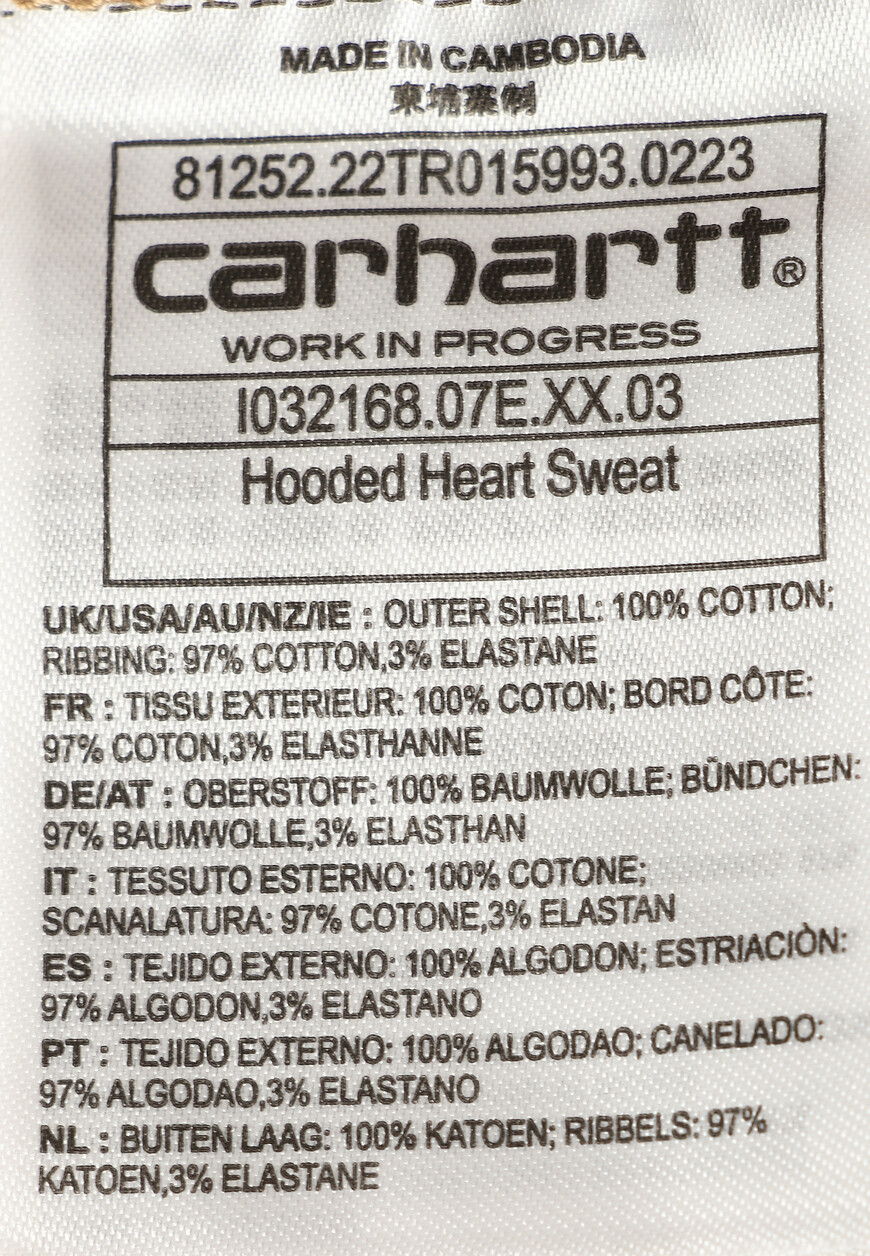 MADE IN CAMBODIA
柬埔寨制
81252.22TR015993.0223
carhartt®
WORK IN PROGRESS
I032168.07E.XX.03
Hooded Heart Sweat
UK/USA/AU/NZ/IE : OUTER SHELL: 100% COTTON;
RIBBING: 97% COTTON,3% ELASTANE
FR : TISSU EXTERIEUR: 100% COTON; BORD CÔTE:
97% COTON,3% ELASTHANNE
DE/AT : OBERSTOFF: 100% BAUMWOLLE; BÜNDCHEN:
97% BAUMWOLLE,3% ELASTHAN
IT : TESSUTO ESTERNO: 100% COTONE;
SCANALATURA: 97% COTONE,3% ELASTAN
ES : TEJIDO EXTERNO: 100% ALGODON; ESTRIACIÒN:
97% ALGODON,3% ELASTANO
PT : TEJIDO EXTERNO: 100% ALGODAO; CANELADO:
97% ALGODAO,3% ELASTANO
NL : BUITEN LAAG: 100% KATOEN; RIBBELS: 97%
KATOEN,3% ELASTANE